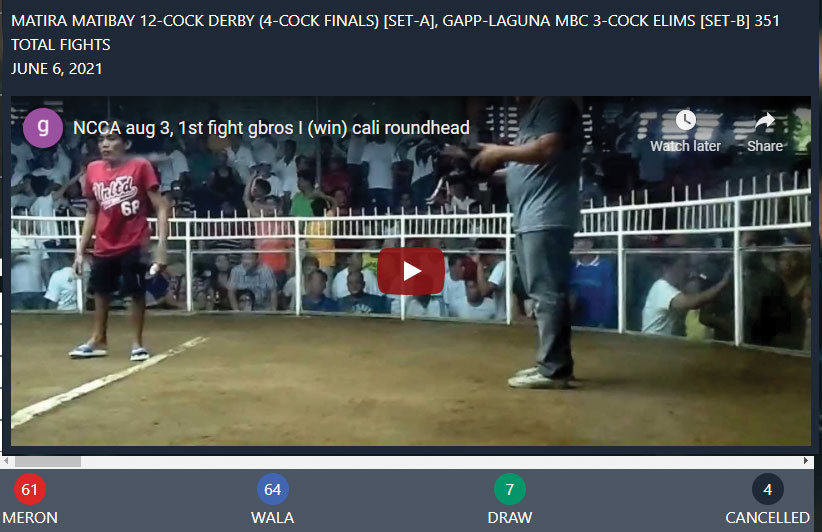 MATIRA MATIBAY 12-COCK DERBY (4-COCK FINALS) [SET-A], GAPP-LAGUNA MBC 3-COCK ELIMS [SET-B] 351
TOTAL FIGHTS
JUNE 6, 2021
g
NCCA aug 3, 1st fight gbros I (win) cali roundhead
Watch later
Share
United
68
61
64
7
4
MERON
WALA
DRAW
CANCELLED